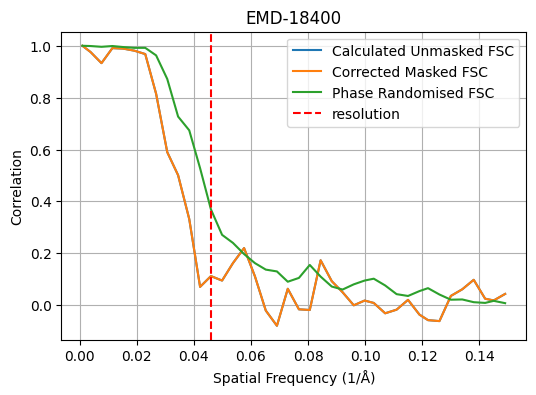 EMD-18400
Calculated Unmasked FSC
Corrected Masked FSC
Phase Randomised FSC
resolution
Correlation
1.0
0.8
0.6
0.4
0.2
0.0
0.00 0.02 0.04 0.06 0.08 0.10 0.12 0.14
Spatial Frequency (1/Å)